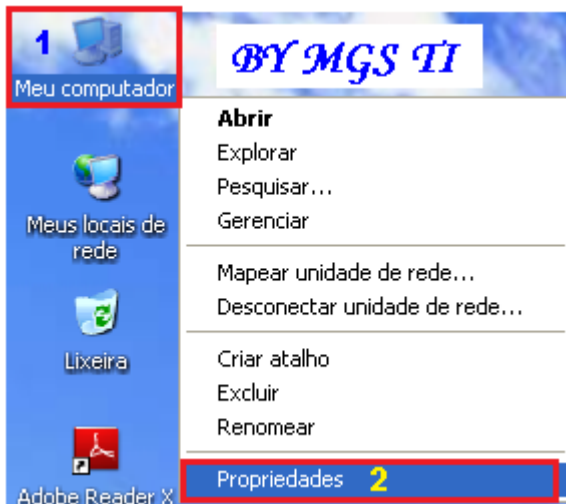 1
BY MGS TI
Meu computador
Abrir
Explorar
Pesquisar...
Gerenciar
Meus locais de
rede
Mapear unidade de rede...
Desconectar unidade de rede...
Lixeira
Criar atalho
Excluir
Renomear
Propriedades 2
Adobe Reader X